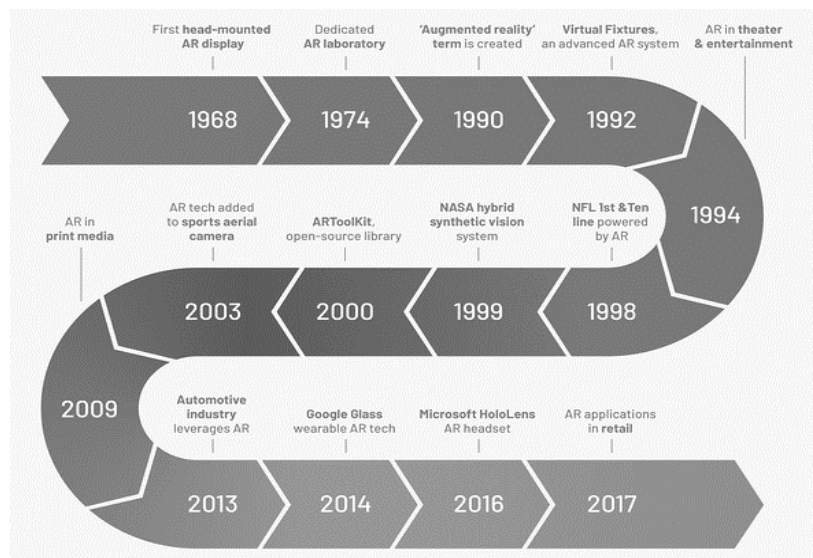 First head-mounted
AR display
Dedicated
AR laboratory
‘Augmented reality’
term is created
Virtual Fixtures,
an advanced AR system
AR in theater
& entertainment
1968
1974
1990
1992
1994
NFL 1st &Ten
line powered
by AR
NASA hybrid
synthetic vision
system
ARToolKit,
open-source library
AR tech added
to sports aerial
camera
AR in
print media
1998
1999
2000
2003
2009
Automotive
industry
leverages AR
Google Glass
wearable AR tech
Microsoft HoloLens
AR headset
AR applications
in retail
2013
2014
2016
2017